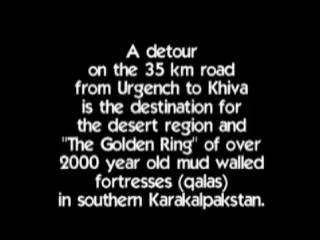 A detour
on the 35 km road
from Urgench to Khiva
is the destination for
the desert region and
"The Golden Ring" of over
2000 year old mud walled
fortresses (qalas)
in southern Karakalpakstan.